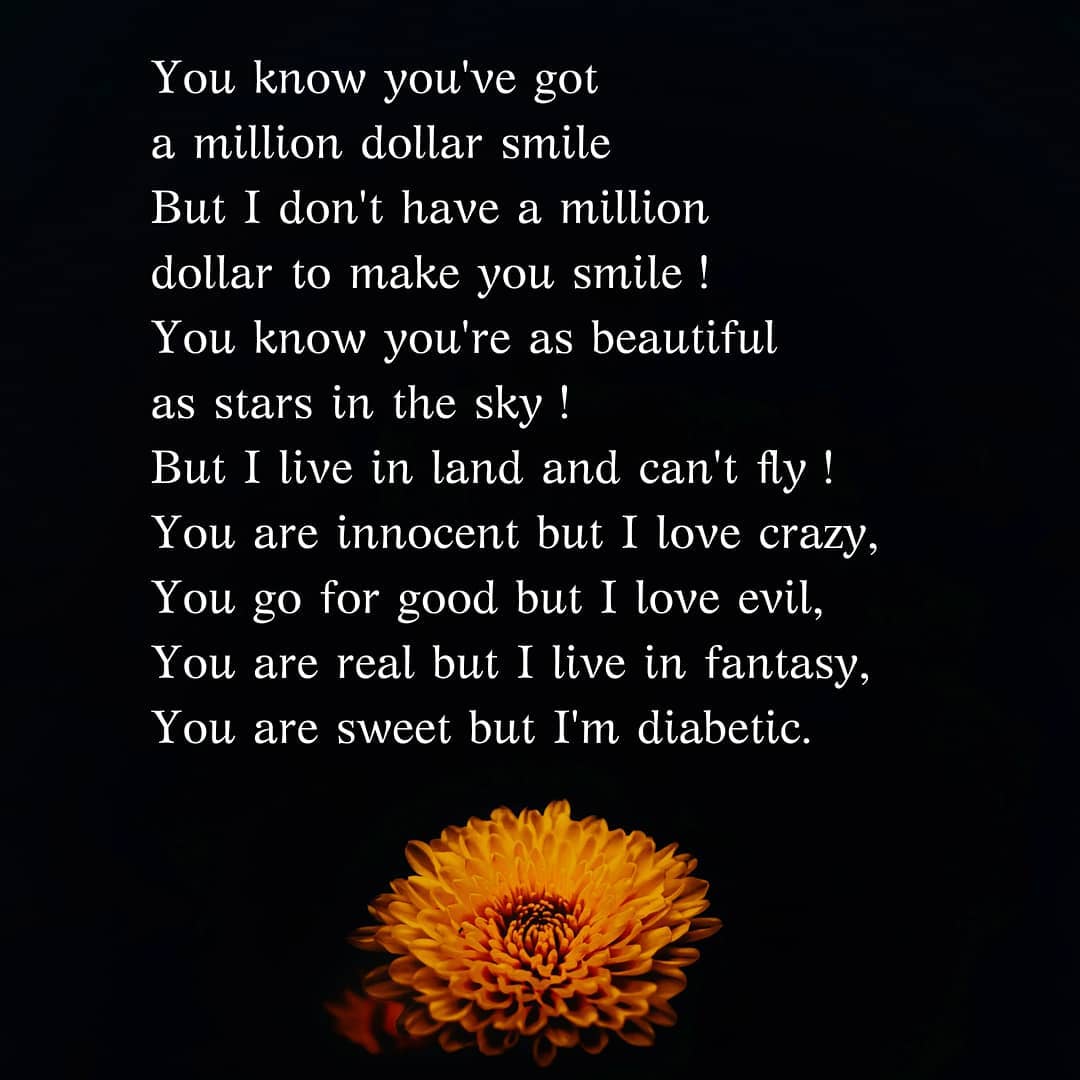 You know you've got
a million dollar smile
But I don't have a million
dollar to make you smile !
You know you're as beautiful
as stars in the sky !
But I live in land and can't fly !
You are innocent but I love crazy,
You go for good but I love evil,
You are real but I live in fantasy,
You are sweet but I'm diabetic.